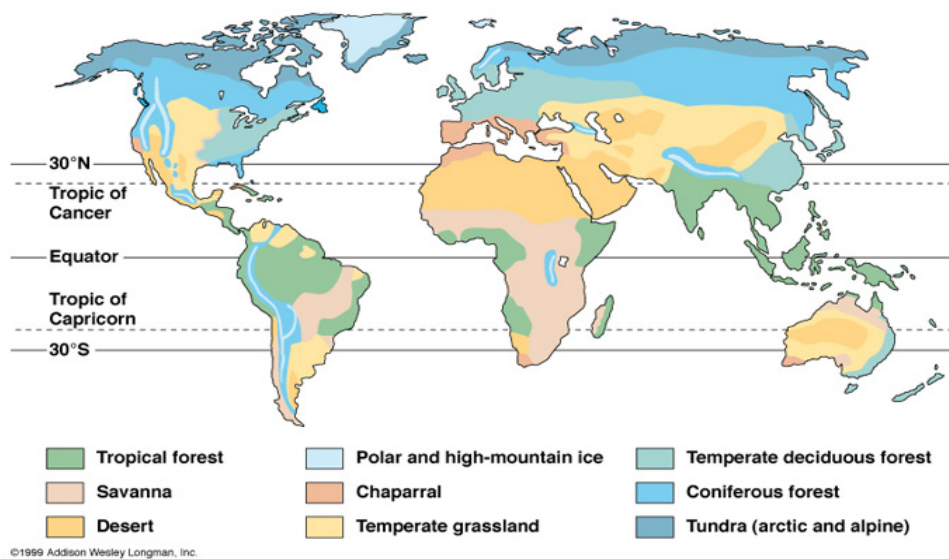 30°N
Tropic of
Cancer
Equator
Tropic of
Capricorn
30°S
Tropical forest
Polar and high-mountain ice
Temperate deciduous forest
Savanna
Chaparral
Coniferous forest
Desert
Temperate grassland
Tundra (arctic and alpine)
©1999 Addison Wesley Longman, Inc.